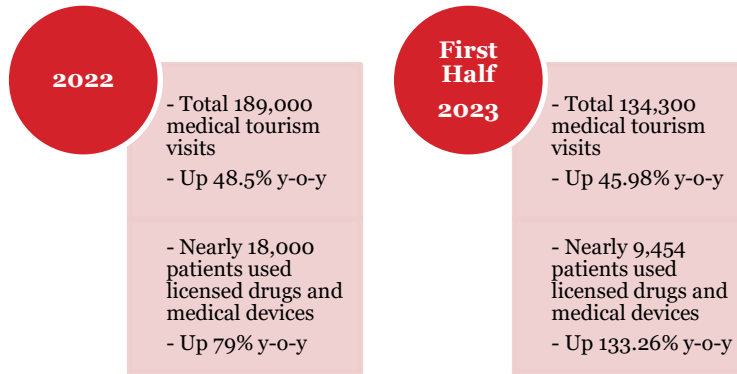 2022
- Total 189,000
medical tourism
visits
- Up 48.5% y-o-y
- Nearly 18,000
patients used
licensed drugs and
medical devices
- Up 79% y-o-y
First
Half
2023
- Total 134,300
medical tourism
visits
- Up 45.98% y-o-y
- Nearly 9,454
patients used
licensed drugs and
medical devices
- Up 133.26% y-o-y